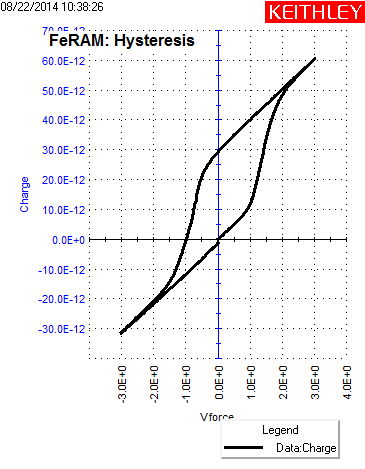 08/22/2014 10:38:26
KEITHLEY
FeRAM: Hysteresis
70.0E-12
60.0E-12
50.0E-12
40.0E-12
30.0E-12
20.0E-12
10.0E-12
0.0E+0
-10.0E-12
-20.0E-12
-30.0E-12
Charge
-3.0E+0
-2.0E+0
-1.0E+0
0.0E+0
1.0E+0
2.0E+0
3.0E+0
4.0E+0
Vforce
Legend
Data:Charge